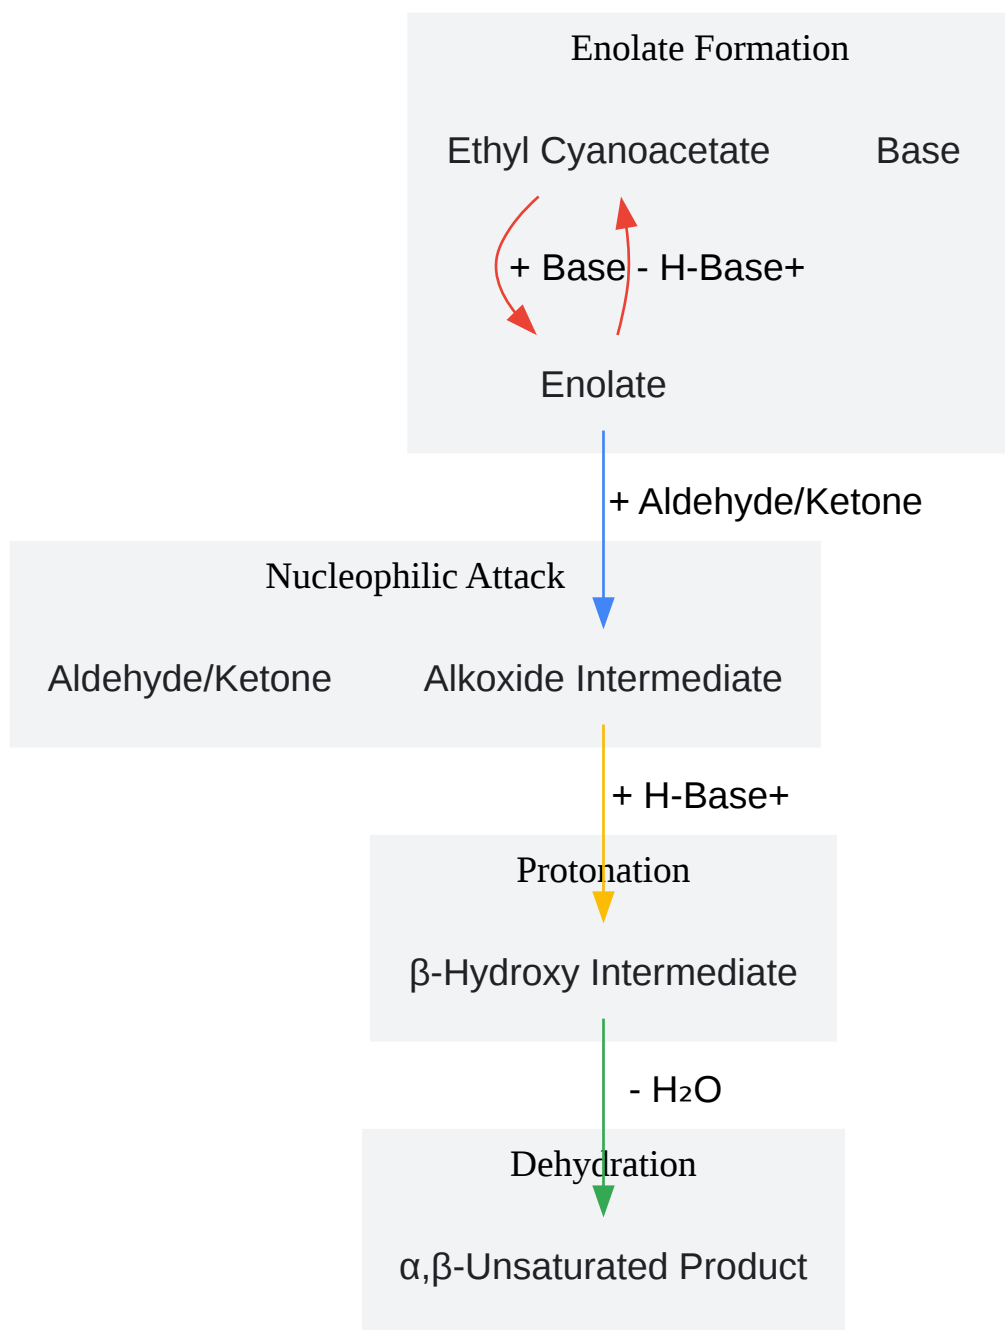 Enolate Formation
Ethyl Cyanoacetate
Base
+ Base
- H-Base+
Enolate
+ Aldehyde/Ketone
Nucleophilic Attack
Aldehyde/Ketone
Alkoxide Intermediate
+ H-Base+
Protonation
β-Hydroxy Intermediate
- H₂O
Dehydration
α,β-Unsaturated Product